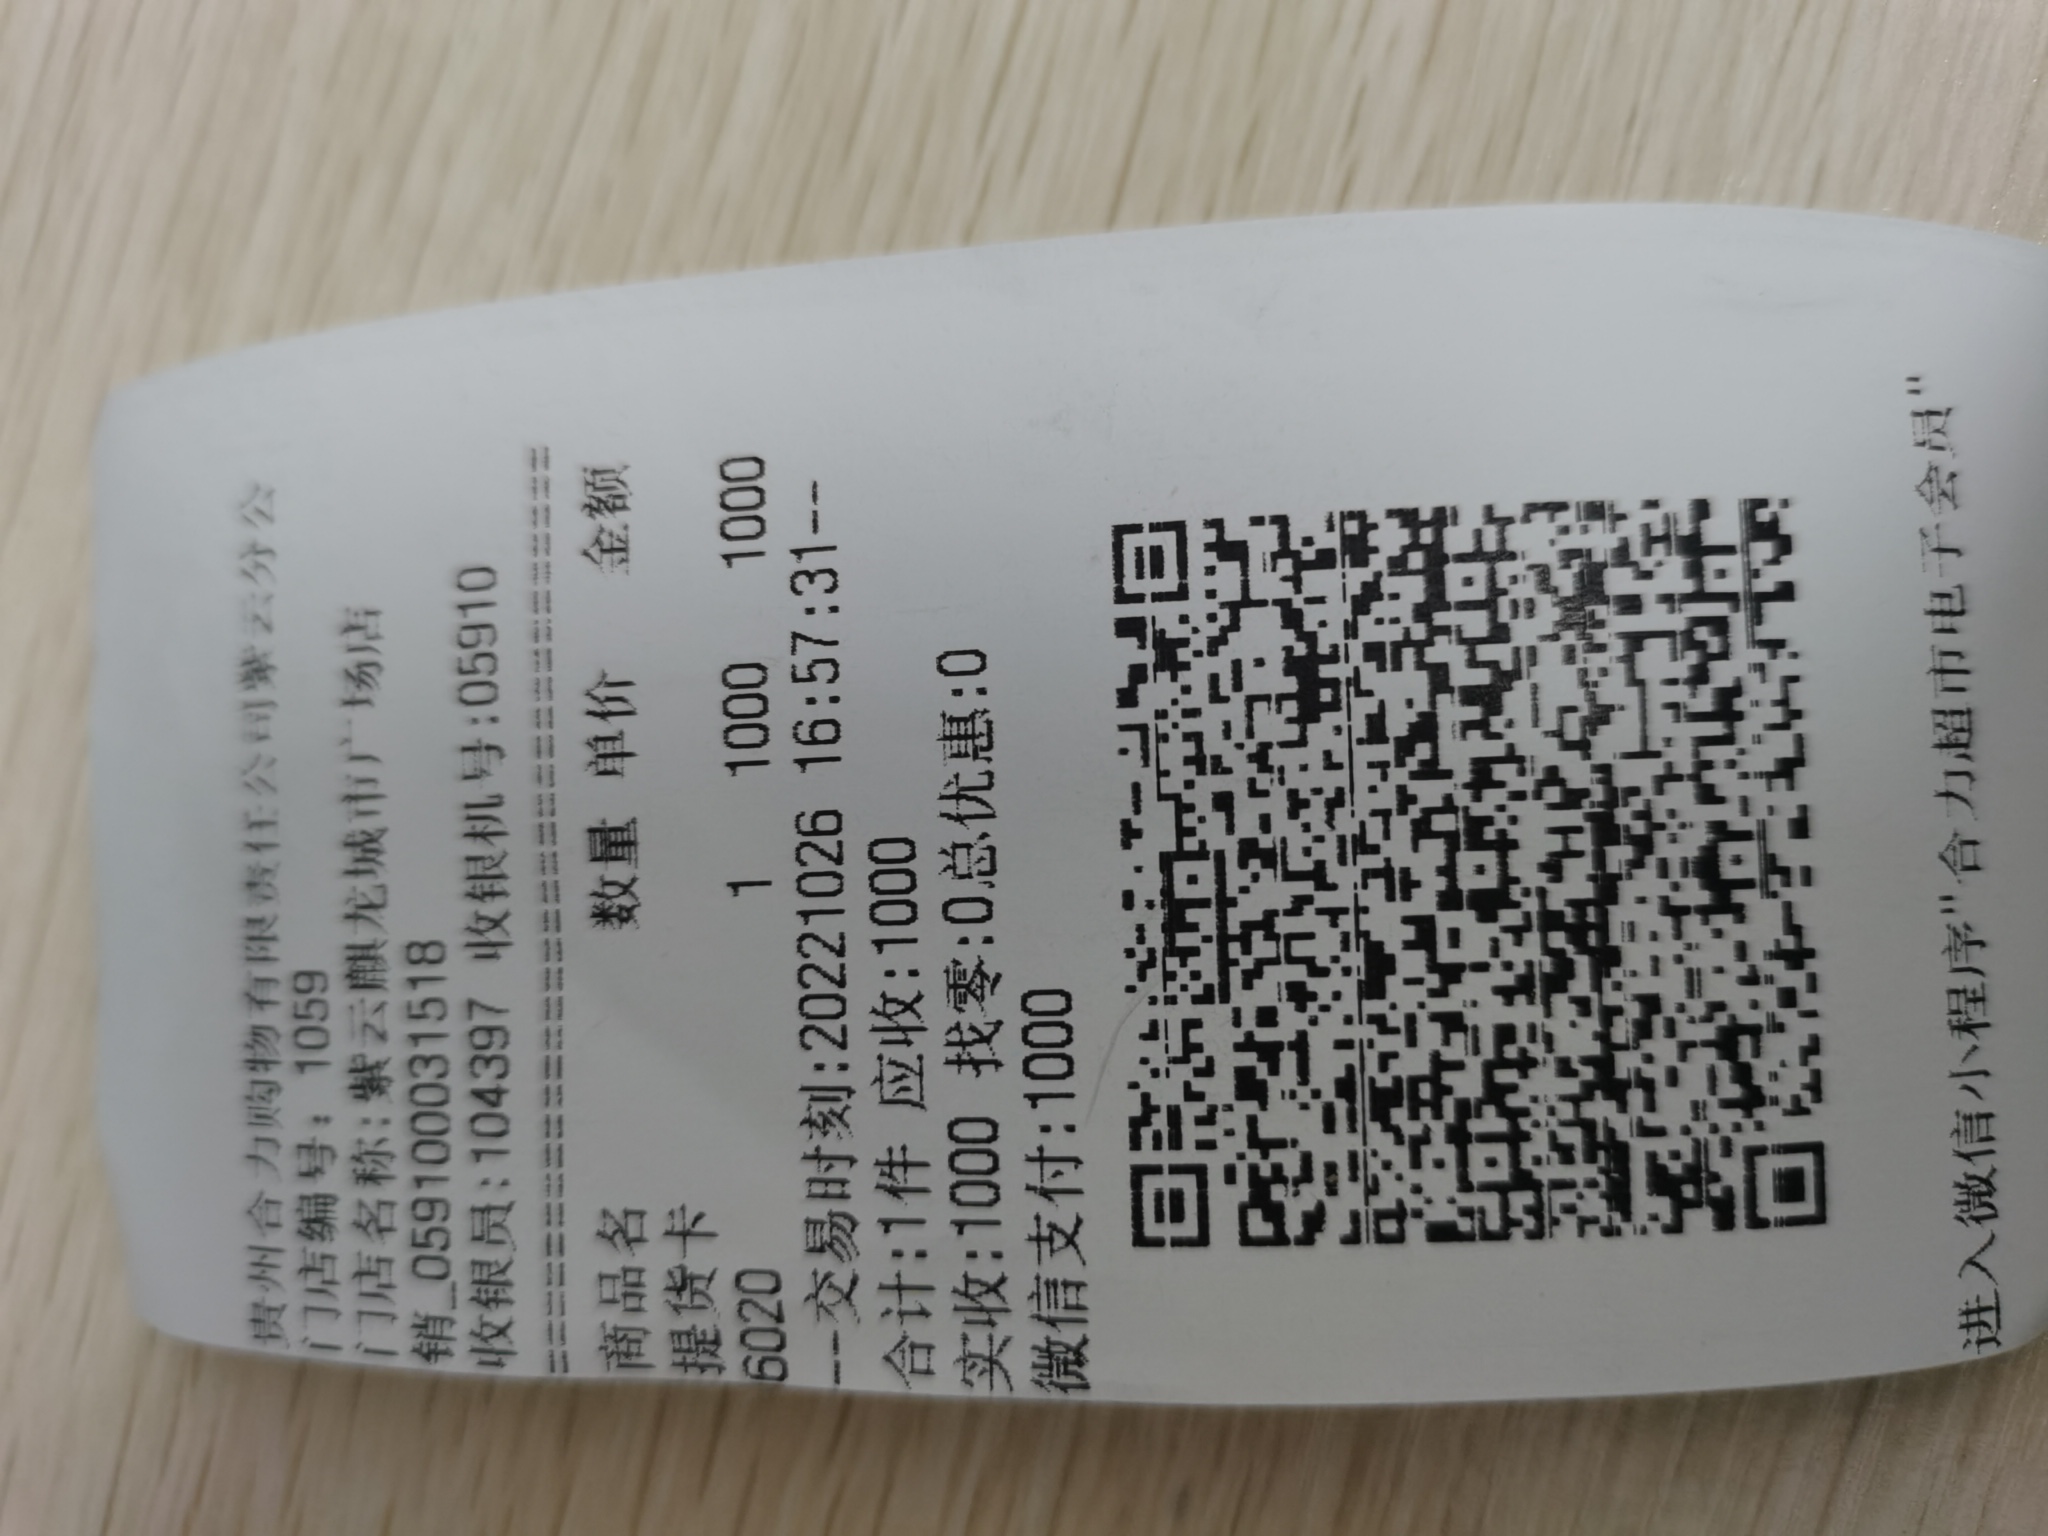 贵州合力购物有限责任公司紫云分公
门店编号: 1059
门店名称:紫云麒龙城市广场店
销_0591000031518
收银员:104397 收银机号:05910
========================================
商品名 数量 单价 金额
提货卡
6020 1 1000 1000
---交易时刻:20221026 16:57:31--
合计:1件 应收:1000
实收:1000 找零:0总优惠:0
微信支付:1000
进入微信小程序"合力超市电子会员"